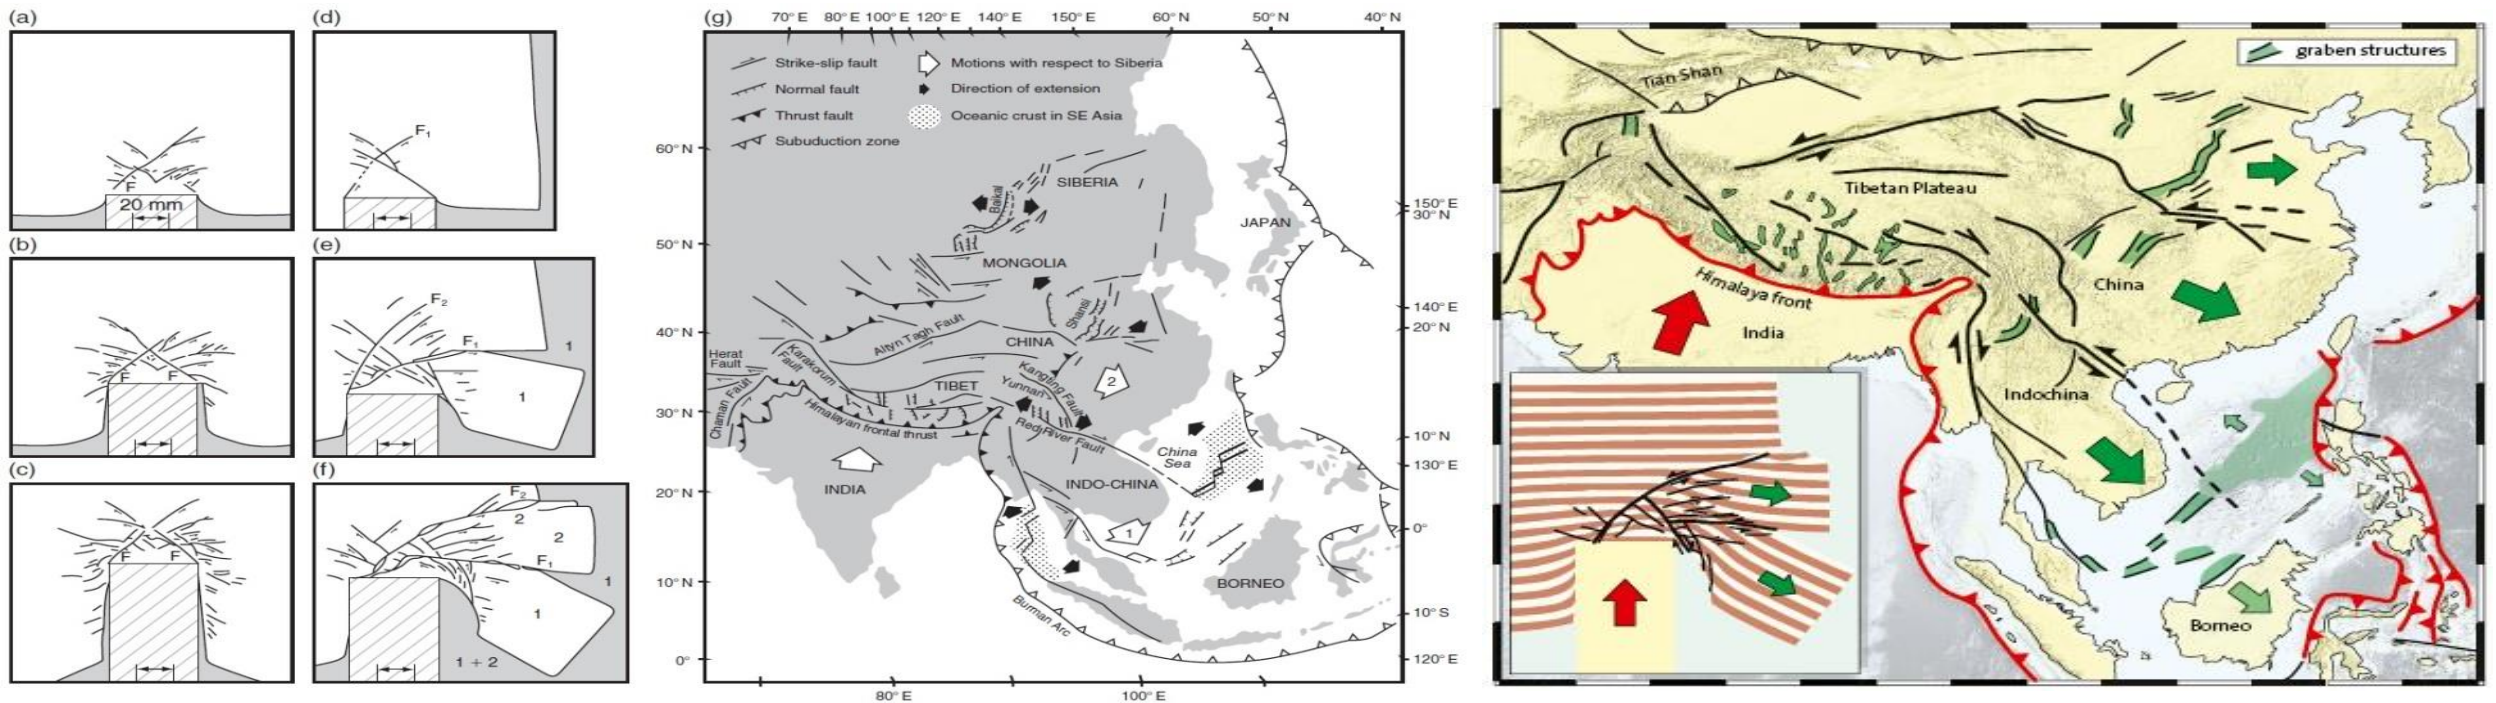 (a)
F
20 mm
(b)
F
F
(c)
F
F
(d)
F1
(e)
F2
F1
1
1
(f)
F2
2
2
F1
1
1
1 + 2
(g)
70° E
80° E
100° E
120° E
140° E
150° E
60° N
50° N
40° N
Strike-slip fault
Motions with respect to Siberia
Normal fault
Direction of extension
Thrust fault
Oceanic crust in SE Asia
Subuduction zone
60° N
50° N
40° N
30° N
20° N
10° N
0°
150° E
30° N
140° E
20° N
10° N
130° E
0°
10° S
120° E
80° E
100° E
SIBERIA
Baikal
JAPAN
MONGOLIA
Shansi
Altyn Tagh Fault
CHINA
Herat
Fault
Karakorum
Fault
Kangting Fault
2
TIBET
Yunnan
Chaman Fault
Himalayan frontal thrust
Red River Fault
China
Sea
INDIA
INDO-CHINA
1
BORNEO
Burman Arc
graben structures
Tian Shan
Tibetan Plateau
Himalaya front
China
India
Indochina
Borneo